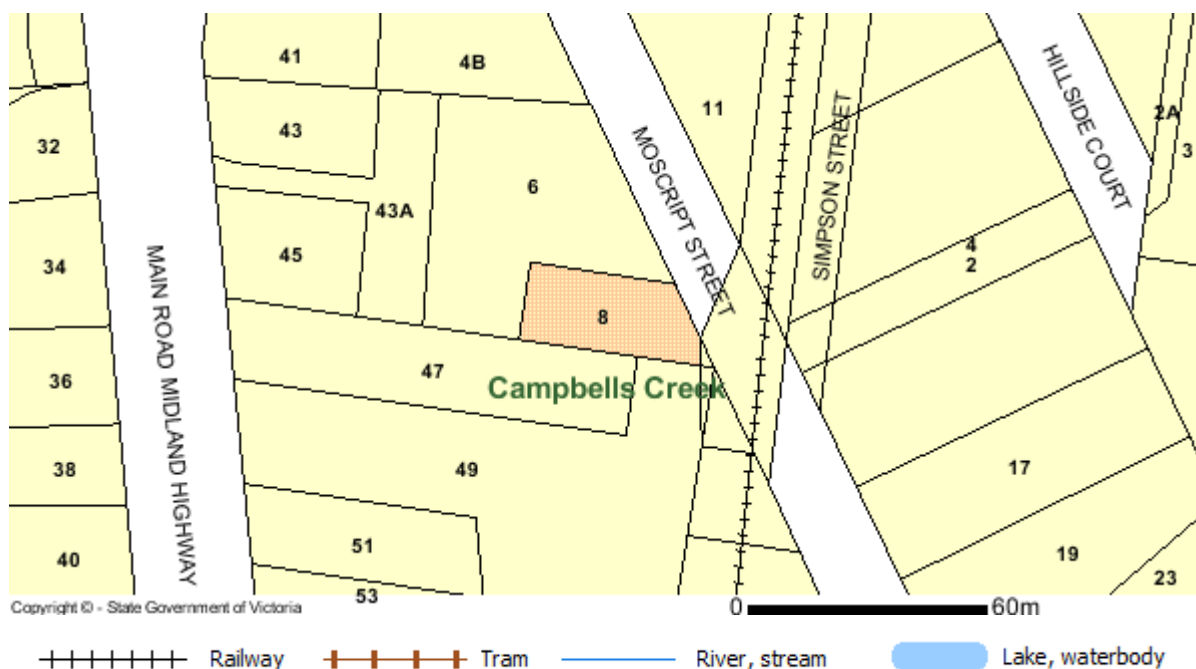 41
4B
11
HILLSIDE COURT
2A
3
32
43
MOSCRIPT STREET
SIMPSON STREET
6
43A
34
45
4
2
MAIN ROAD MIDLAND HIGHWAY
8
36
47
Campbells Creek
38
49
17
40
51
19
23
53
Copyright © - State Government of Victoria
0 60m
Railway Tram River, stream Lake, waterbody